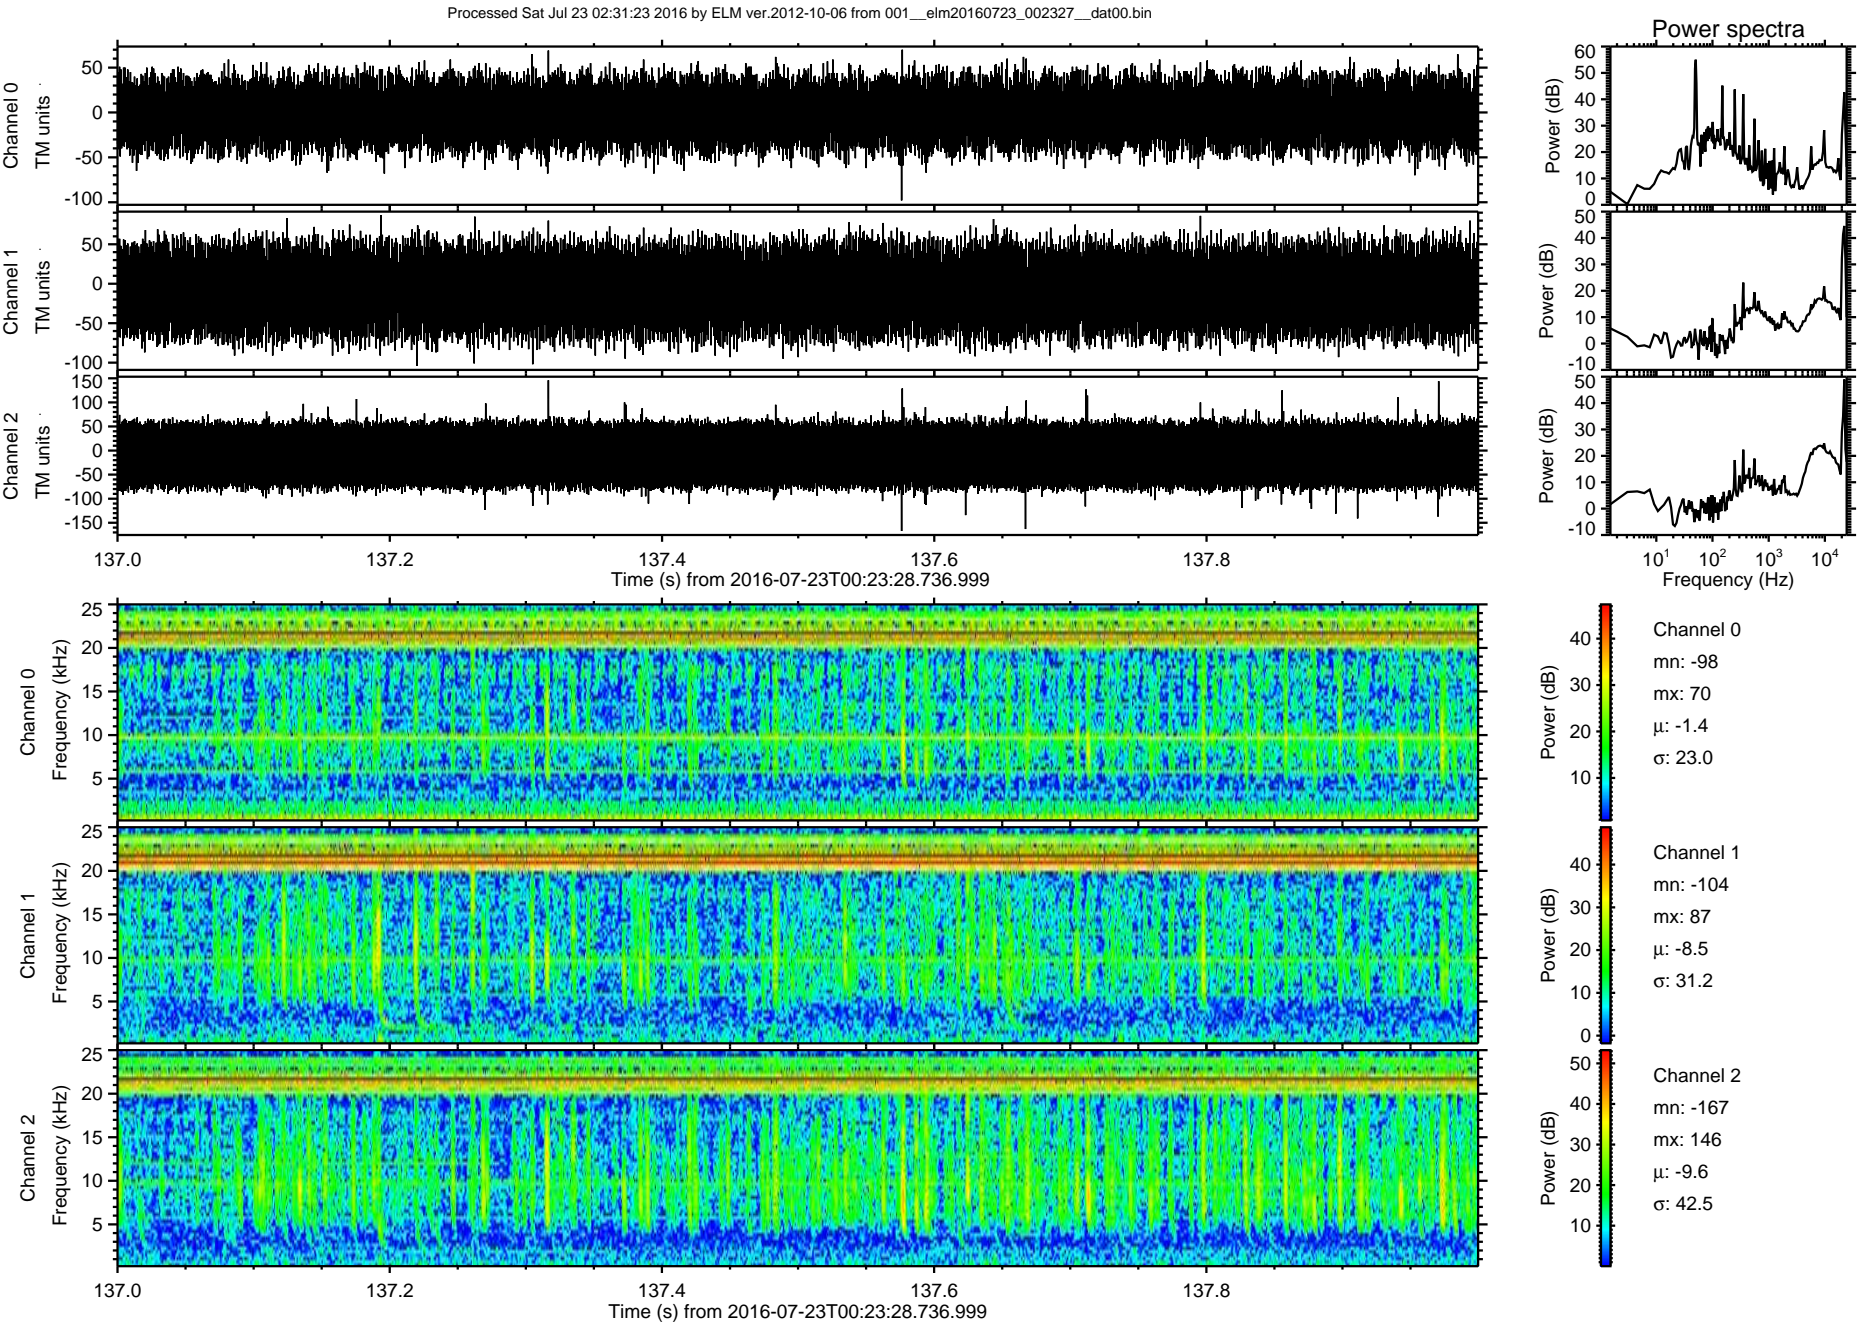 Processed Sat Jul 23 02:31:23 2016 by ELM ver.2012-10-06 from 001__elm20160723_002327__dat00.bin
Power spectra
Channel 0
TM units
50
0
-50
-100
Power (dB)
60
50
40
30
20
10
0
Channel 1
TM units
50
0
-50
-100
Power (dB)
50
40
30
20
10
0
-10
Channel 2
TM units
150
100
50
0
-50
-100
-150
Power (dB)
50
40
30
20
10
0
-10
137.0 137.2 137.4 137.6 137.8
Time (s) from 2016-07-23T00:23:28.736.999
10¹ 10² 10³ 10⁴
Frequency (Hz)
Channel 0
Frequency (kHz)
25
20
15
10
5
Power (dB)
40
30
20
10
Channel 0
mn: -98
mx: 70
μ: -1.4
σ: 23.0
Channel 1
Frequency (kHz)
25
20
15
10
5
Power (dB)
40
30
20
10
0
Channel 1
mn: -104
mx: 87
μ: -8.5
σ: 31.2
Channel 2
Frequency (kHz)
25
20
15
10
5
Power (dB)
50
40
30
20
10
Channel 2
mn: -167
mx: 146
μ: -9.6
σ: 42.5
137.0 137.2 137.4 137.6 137.8
Time (s) from 2016-07-23T00:23:28.736.999